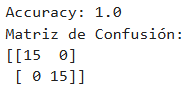 Accuracy: 1.0
Matriz de Confusión:
[[15  0]
 [ 0 15]]